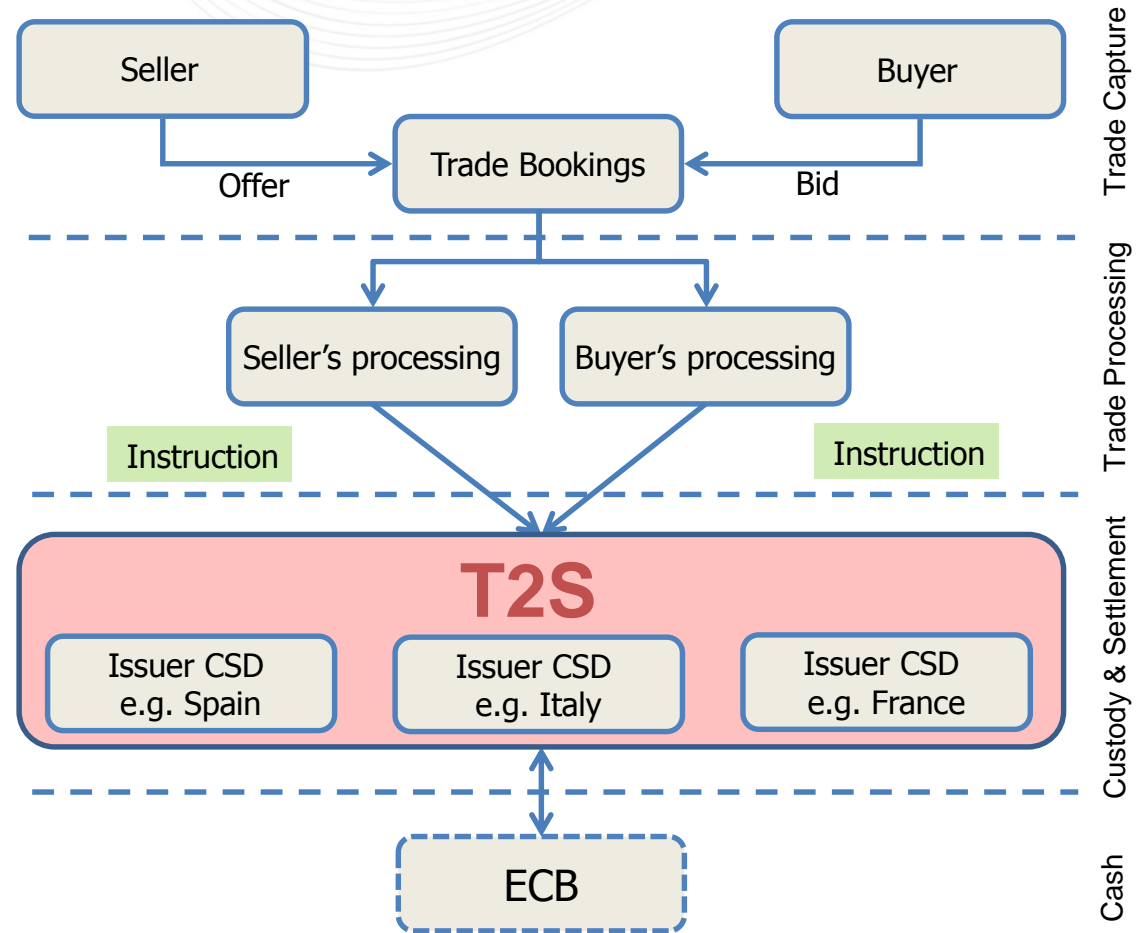 Seller
Buyer
Trade Capture
Offer
Trade Bookings
Bid
Seller’s processing
Buyer’s processing
Trade Processing
Instruction
Instruction
T2S
Issuer CSD
e.g. Spain
Issuer CSD
e.g. Italy
Issuer CSD
e.g. France
Custody & Settlement
ECB
Cash